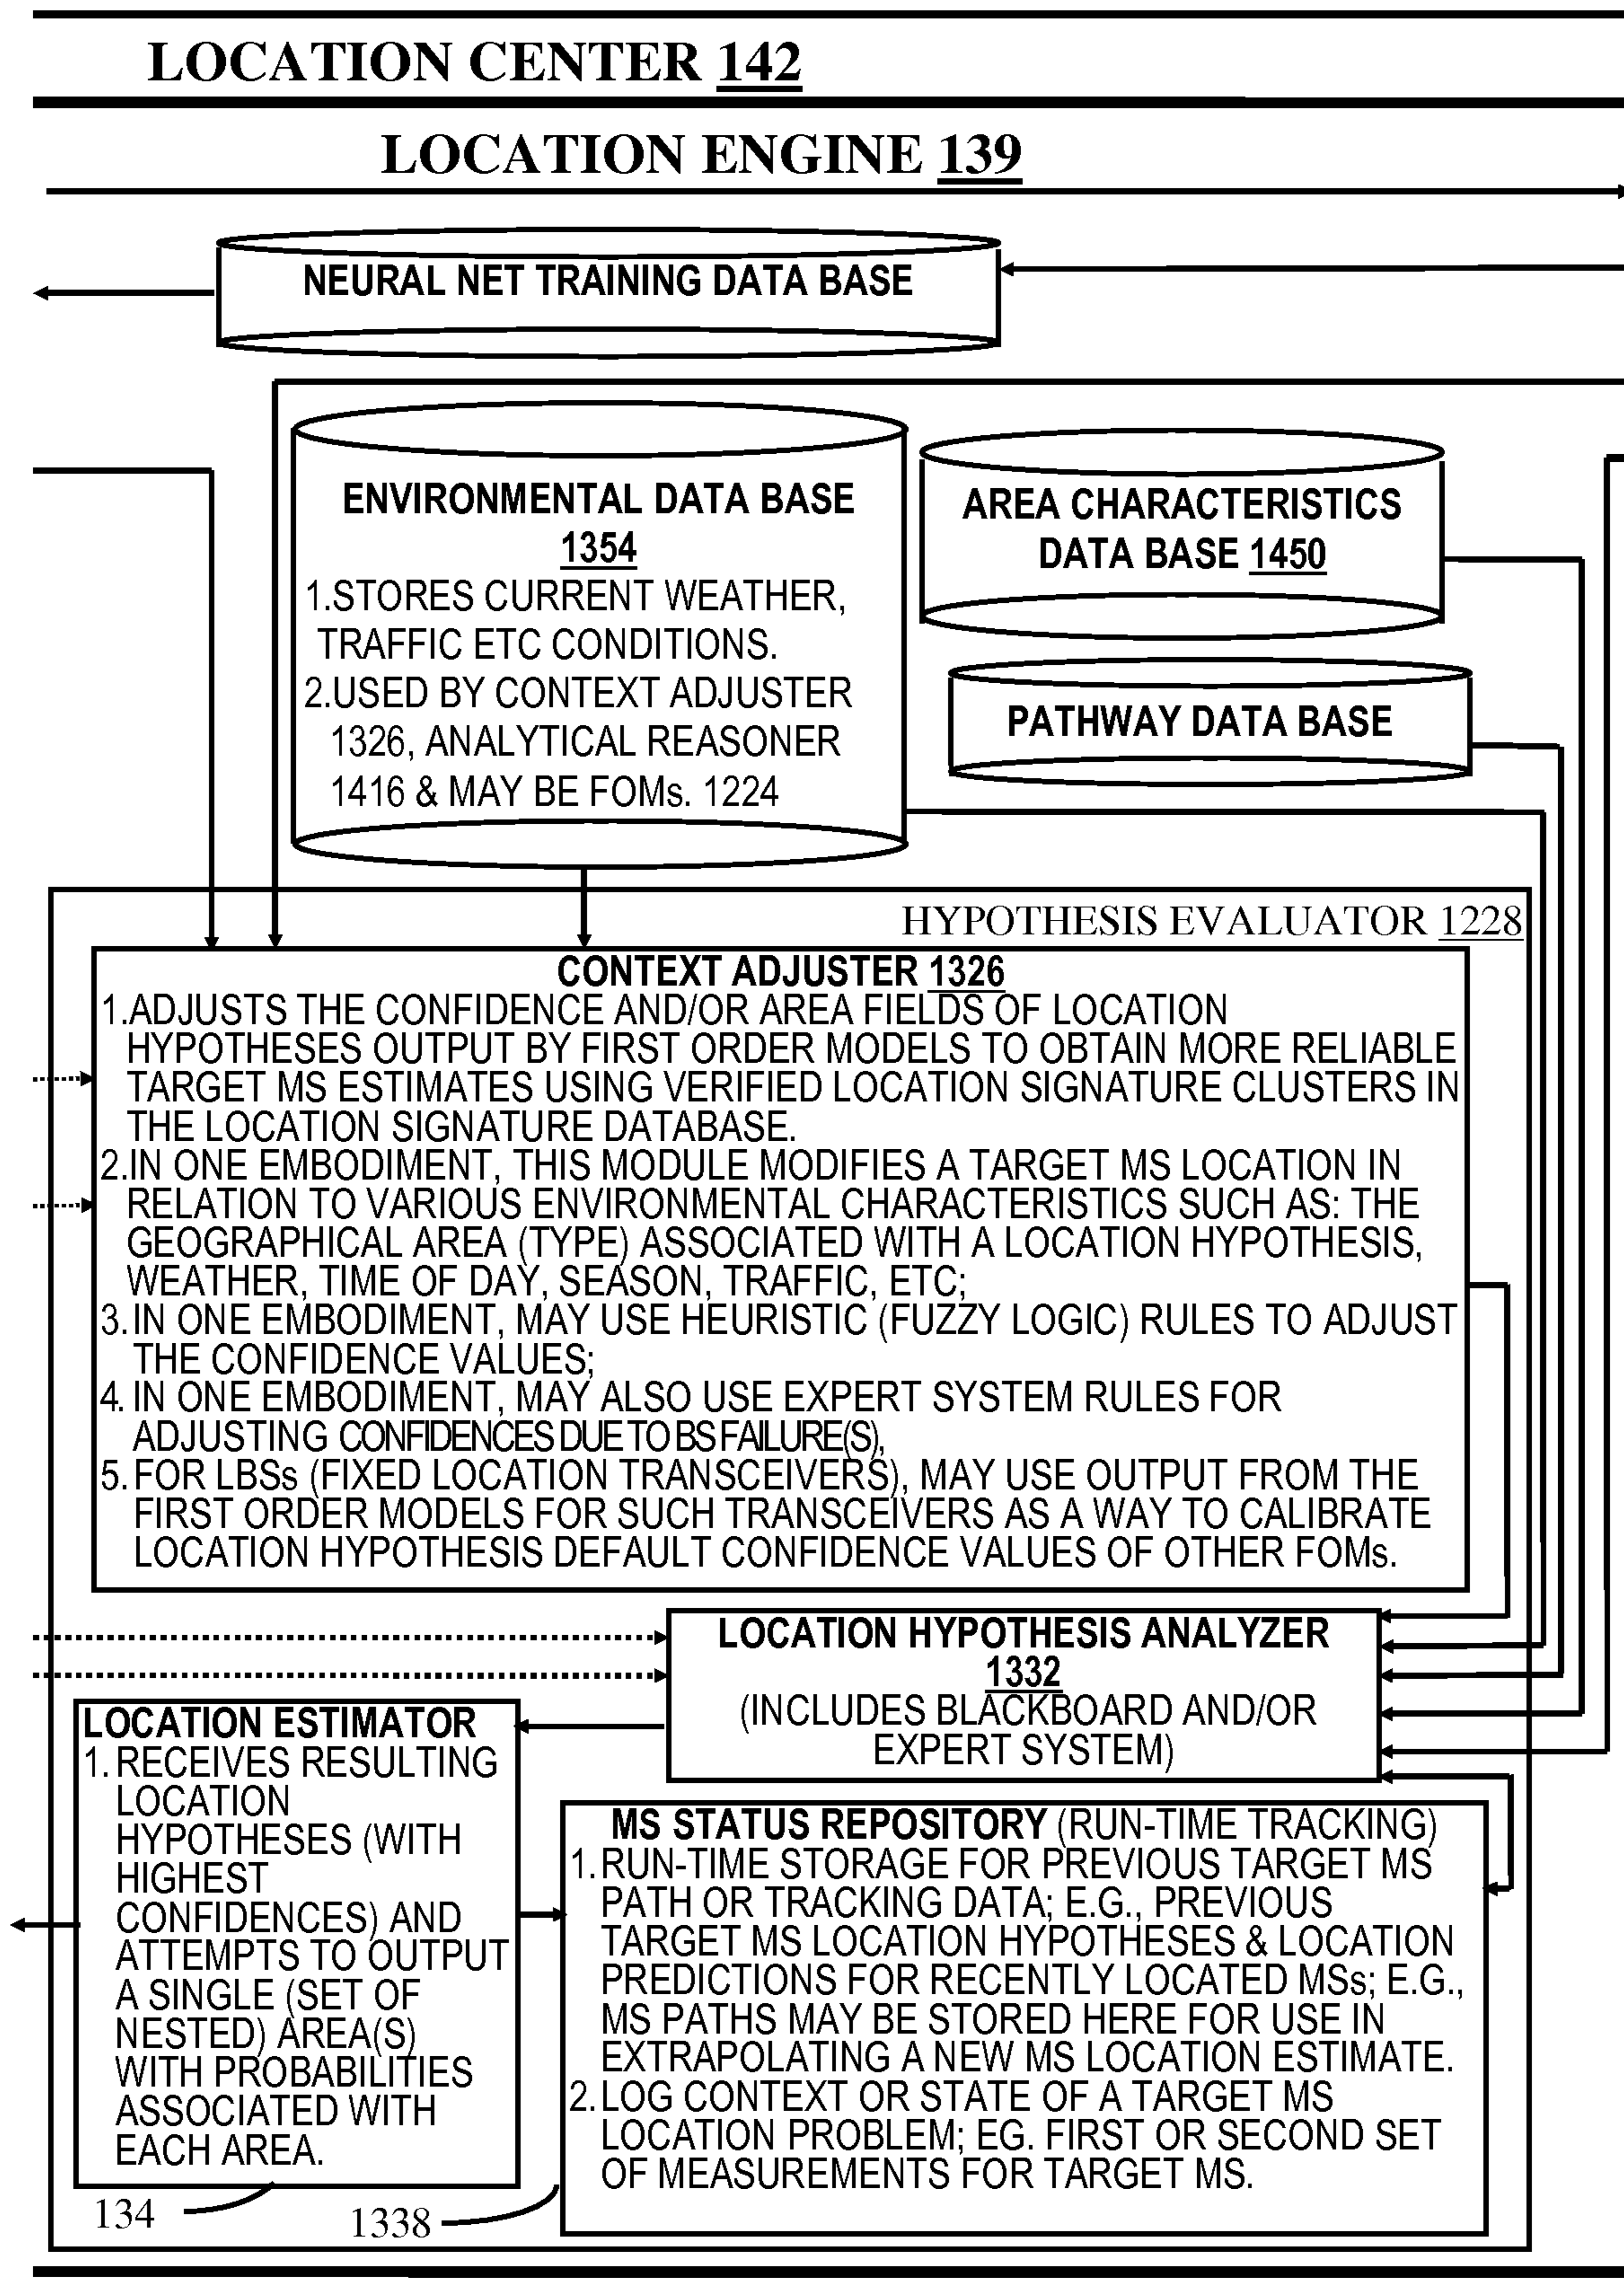 LOCATION CENTER 142
LOCATION ENGINE 139
NEURAL NET TRAINING DATA BASE
ENVIRONMENTAL DATA BASE
1354
1.STORES CURRENT WEATHER,
TRAFFIC ETC CONDITIONS.
2.USED BY CONTEXT ADJUSTER
1326, ANALYTICAL REASONER
1416 & MAY BE FOMs. 1224
AREA CHARACTERISTICS
DATA BASE 1450
PATHWAY DATA BASE
HYPOTHESIS EVALUATOR 1228
CONTEXT ADJUSTER 1326
1.ADJUSTS THE CONFIDENCE AND/OR AREA FIELDS OF LOCATION
HYPOTHESES OUTPUT BY FIRST ORDER MODELS TO OBTAIN MORE RELIABLE
TARGET MS ESTIMATES USING VERIFIED LOCATION SIGNATURE CLUSTERS IN
THE LOCATION SIGNATURE DATABASE.
2.IN ONE EMBODIMENT, THIS MODULE MODIFIES A TARGET MS LOCATION IN
RELATION TO VARIOUS ENVIRONMENTAL CHARACTERISTICS SUCH AS: THE
GEOGRAPHICAL AREA (TYPE) ASSOCIATED WITH A LOCATION HYPOTHESIS,
WEATHER, TIME OF DAY, SEASON, TRAFFIC, ETC;
3. IN ONE EMBODIMENT, MAY USE HEURISTIC (FUZZY LOGIC) RULES TO ADJUST
THE CONFIDENCE VALUES;
4. IN ONE EMBODIMENT, MAY ALSO USE EXPERT SYSTEM RULES FOR
ADJUSTING CONFIDENCES DUE TO BS FAILURE(S),
5. FOR LBSs (FIXED LOCATION TRANSCEIVERS), MAY USE OUTPUT FROM THE
FIRST ORDER MODELS FOR SUCH TRANSCEIVERS AS A WAY TO CALIBRATE
LOCATION HYPOTHESIS DEFAULT CONFIDENCE VALUES OF OTHER FOMs.
LOCATION HYPOTHESIS ANALYZER
1332
(INCLUDES BLACKBOARD AND/OR
EXPERT SYSTEM)
LOCATION ESTIMATOR
1. RECEIVES RESULTING
LOCATION
HYPOTHESES (WITH
HIGHEST
CONFIDENCES) AND
ATTEMPTS TO OUTPUT
A SINGLE (SET OF
NESTED) AREA(S)
WITH PROBABILITIES
ASSOCIATED WITH
EACH AREA.
134
MS STATUS REPOSITORY (RUN-TIME TRACKING)
1. RUN-TIME STORAGE FOR PREVIOUS TARGET MS
PATH OR TRACKING DATA; E.G., PREVIOUS
TARGET MS LOCATION HYPOTHESES & LOCATION
PREDICTIONS FOR RECENTLY LOCATED MSs; E.G.,
MS PATHS MAY BE STORED HERE FOR USE IN
EXTRAPOLATING A NEW MS LOCATION ESTIMATE.
2. LOG CONTEXT OR STATE OF A TARGET MS
LOCATION PROBLEM; EG. FIRST OR SECOND SET
OF MEASUREMENTS FOR TARGET MS.
1338